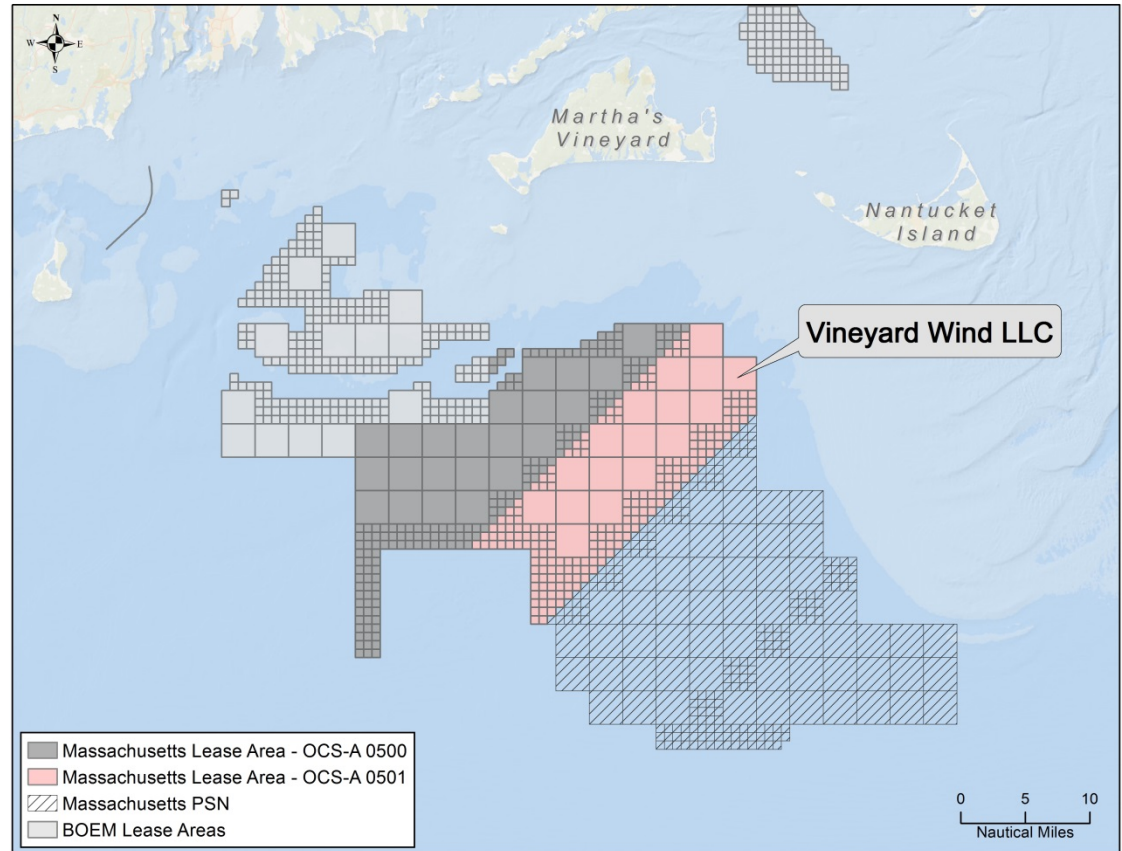 N
W
E
S
Martha's
Vineyard
Nantucket
Island
Vineyard Wind LLC
Massachusetts Lease Area - OCS-A 0500
Massachusetts Lease Area - OCS-A 0501
Massachusetts PSN
BOEM Lease Areas
0 5 10
Nautical Miles